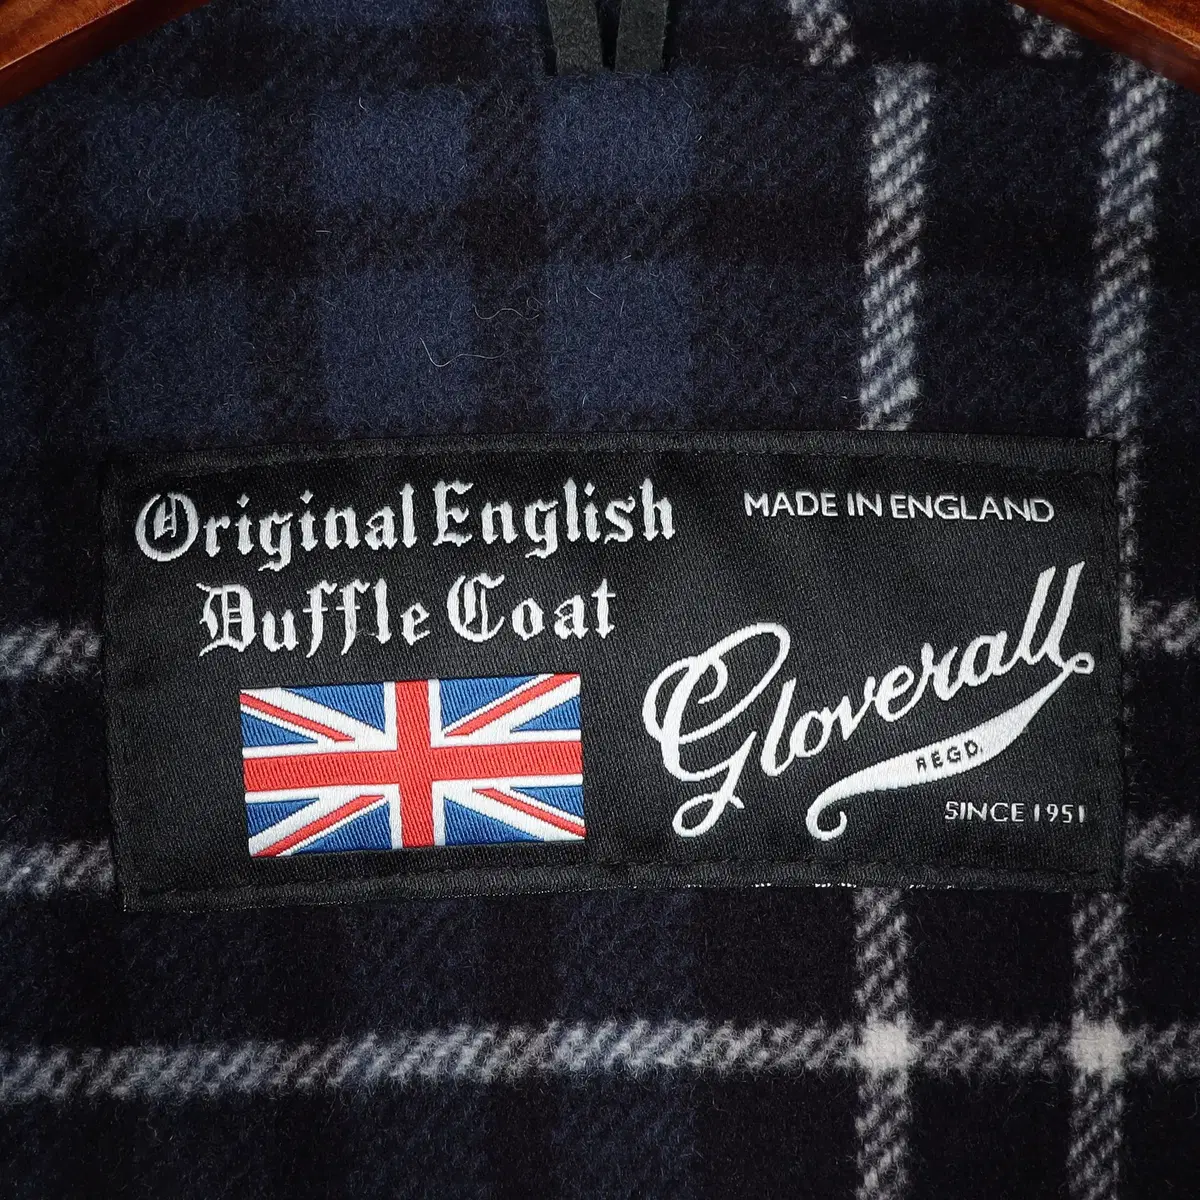 Original English
Duffle Coat
MADE IN ENGLAND
Gloverall
REGD.
SINCE 1951